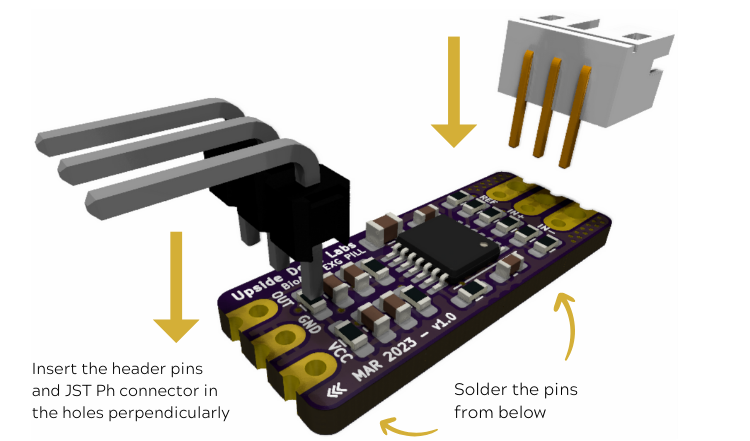 REF
IN+
IN-
Upside Labs
EXG PILL
OUT
GND
VCC
MAR 2023 - v1.0
Insert the header pins
and JST Ph connector in
the holes perpendicularly
Solder the pins
from below